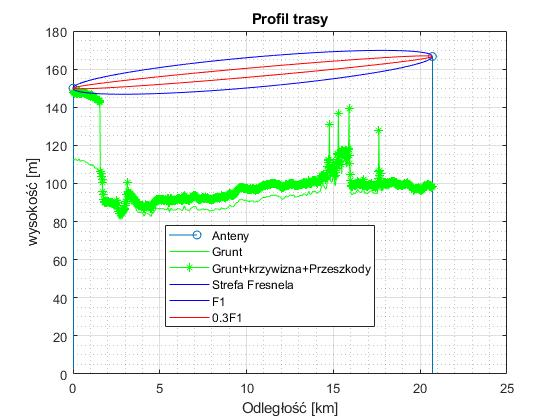 Profil trasy
180
160
140
120
100
80
60
40
20
0
wysokość [m]
Anteny
Grunt
Grunt+krzywizna+Przeszkody
Strefa Fresnela
F1
0.3F1
0
5
10
15
20
25
Odległość [km]